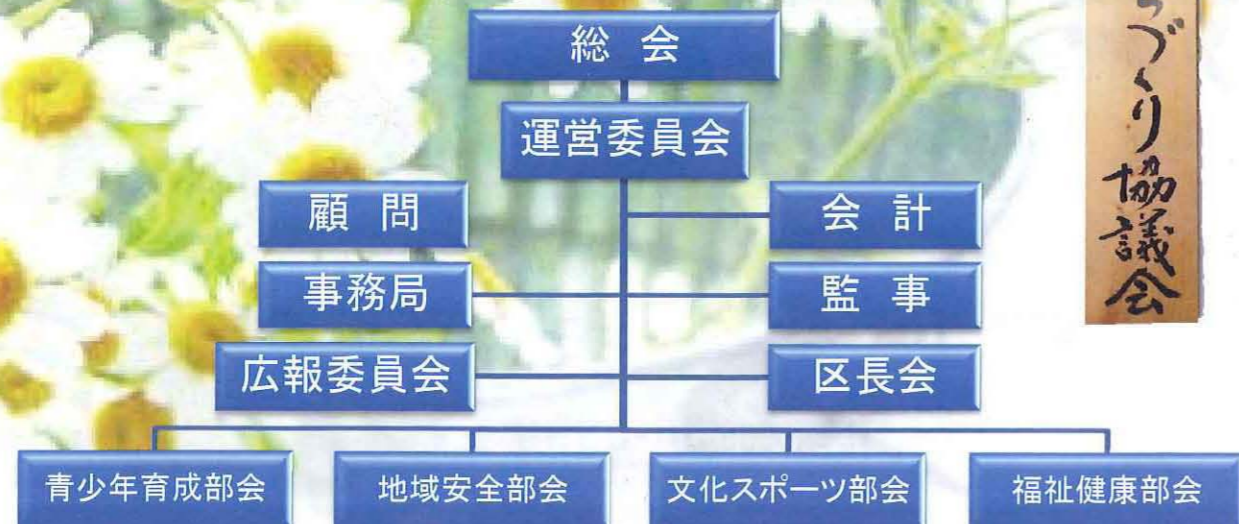 総 会
運営委員会
顧 問
会 計
事務局
監 事
広報委員会
区長会
青少年育成部会
地域安全部会
文化スポーツ部会
福祉健康部会
づくり協議会